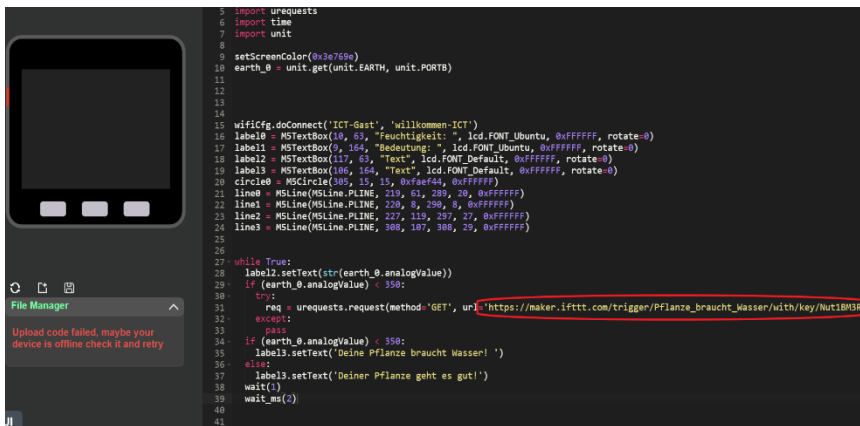 5 import urequests
6 import time
7 import unit
8
9 setScreenColor(0x3e769e)
10 earth_0 = unit.get(unit.EARTH, unit.PORTB)
11
12
13
14
15 wifiCfg.doConnect('ICT-Gast', 'willkommen-ICT')
16 label0 = M5TextBox(10, 63, "Feuchtigkeit: ", lcd.FONT_Ubuntu, 0xFFFFFF, rotate=0)
17 label1 = M5TextBox(9, 164, "Bedeutung: ", lcd.FONT_Ubuntu, 0xFFFFFF, rotate=0)
18 label2 = M5TextBox(117, 63, "Text", lcd.FONT_Default, 0xFFFFFF, rotate=0)
19 label3 = M5TextBox(106, 164, "Text", lcd.FONT_Default, 0xFFFFFF, rotate=0)
20 circle0 = M5Circle(305, 15, 15, 0xfaef44, 0xFFFFFF)
21 line0 = M5Line(M5Line.PLINE, 219, 61, 289, 20, 0xFFFFFF)
22 line1 = M5Line(M5Line.PLINE, 220, 8, 290, 8, 0xFFFFFF)
23 line2 = M5Line(M5Line.PLINE, 227, 119, 297, 27, 0xFFFFFF)
24 line3 = M5Line(M5Line.PLINE, 308, 107, 308, 29, 0xFFFFFF)
25
26
27 while True:
28 label2.setText(str(earth_0.analogValue))
29 if (earth_0.analogValue) < 350:
30 try:
31 req = urequests.request(method='GET', url='https://maker.ifttt.com/trigger/Pflanze_braucht_Wasser/with/key/Nut1BM3R
32 except:
33 pass
34 if (earth_0.analogValue) < 350:
35 label3.setText('Deine Pflanze braucht Wasser! ')
36 else:
37 label3.setText('Deiner Pflanze geht es gut!')
38 wait(1)
39 wait_ms(2)
40
41
File Manager
Upload code failed, maybe your
device is offline check it and retry
UI